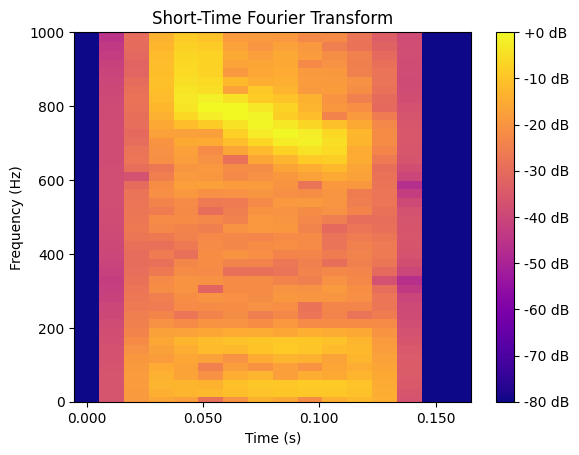 Short-Time Fourier Transform
Frequency (Hz)
1000
800
600
400
200
0
0.000
0.050
0.100
0.150
Time (s)
+0 dB
-10 dB
-20 dB
-30 dB
-40 dB
-50 dB
-60 dB
-70 dB
-80 dB